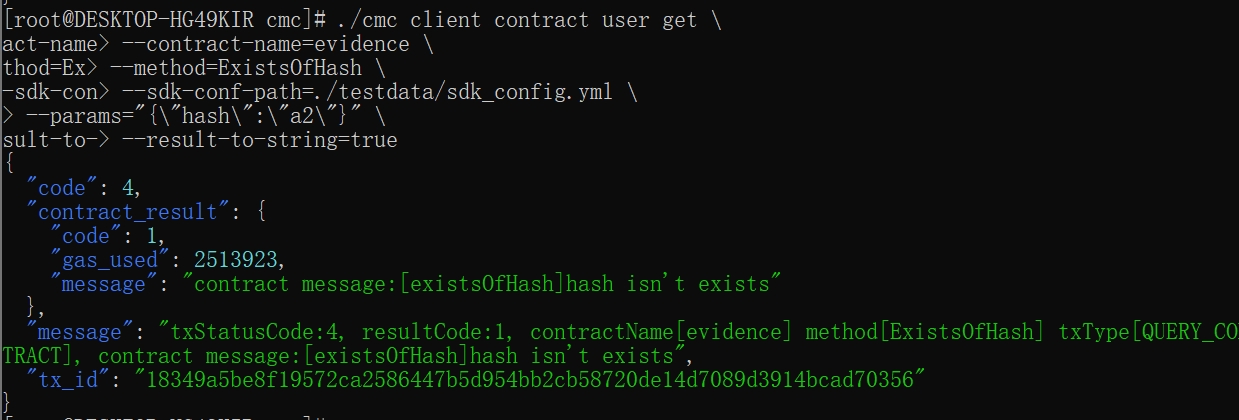 [root@DESKTOP-HG49KIR cmc]# ./cmc client contract user get \
act-name> --contract-name=evidence \
thod=Ex> --method=ExistsOfHash \
-sdk-con> --sdk-conf-path=./testdata/sdk_config.yml \
> --params="{\"hash\":\"a2\"}" \
sult-to-> --result-to-string=true
{
"code": 4,
"contract_result": {
"code": 1,
"gas_used": 2513923,
"message": "contract message:[existsOfHash]hash isn't exists"
},
"message": "txStatusCode:4, resultCode:1, contractName[evidence] method[ExistsOfHash] txType[QUERY_CO
TRACT], contract message:[existsOfHash]hash isn't exists",
"tx_id": "18349a5be8f19572ca2586447b5d954bb2cb58720de14d7089d3914bcad70356"
}